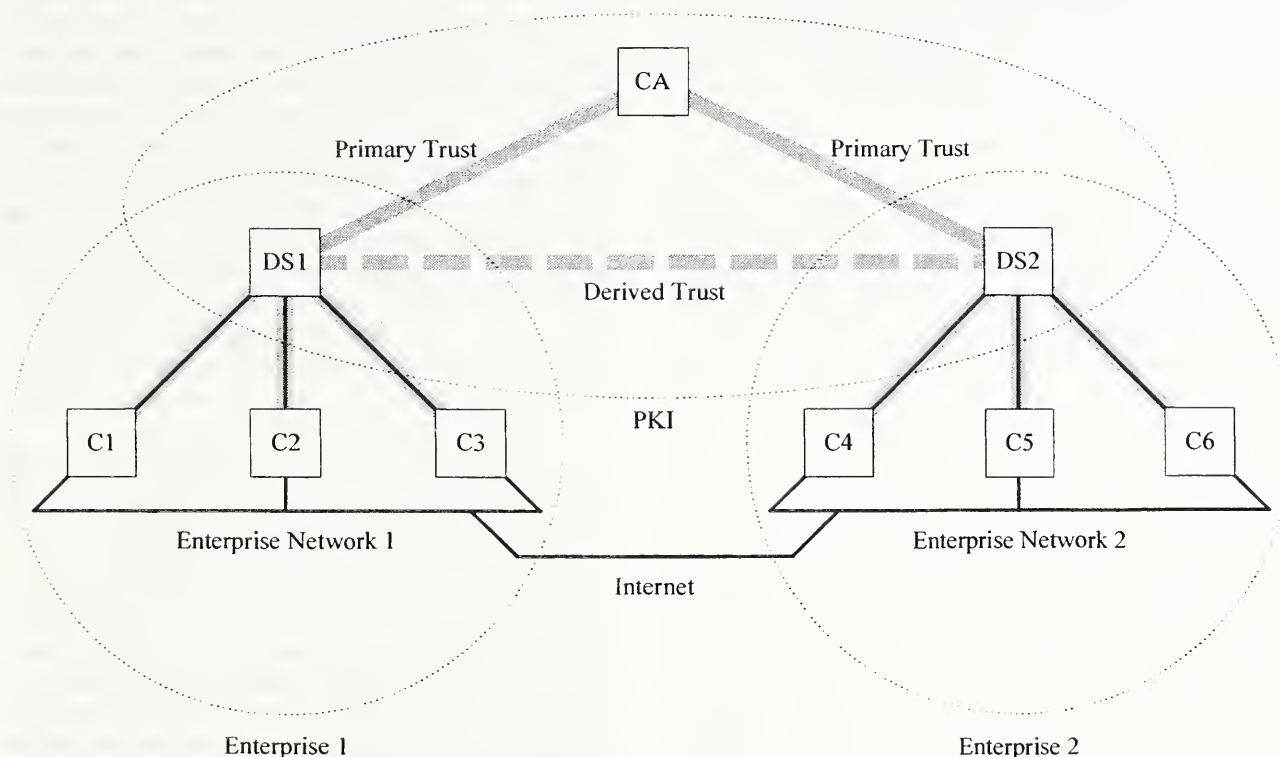 CA
Primary Trust
Primary Trust
DS1
DS2
Derived Trust
C1
C2
C3
PKI
C4
C5
C6
Enterprise Network 1
Enterprise Network 2
Internet
Enterprise 1
Enterprise 2